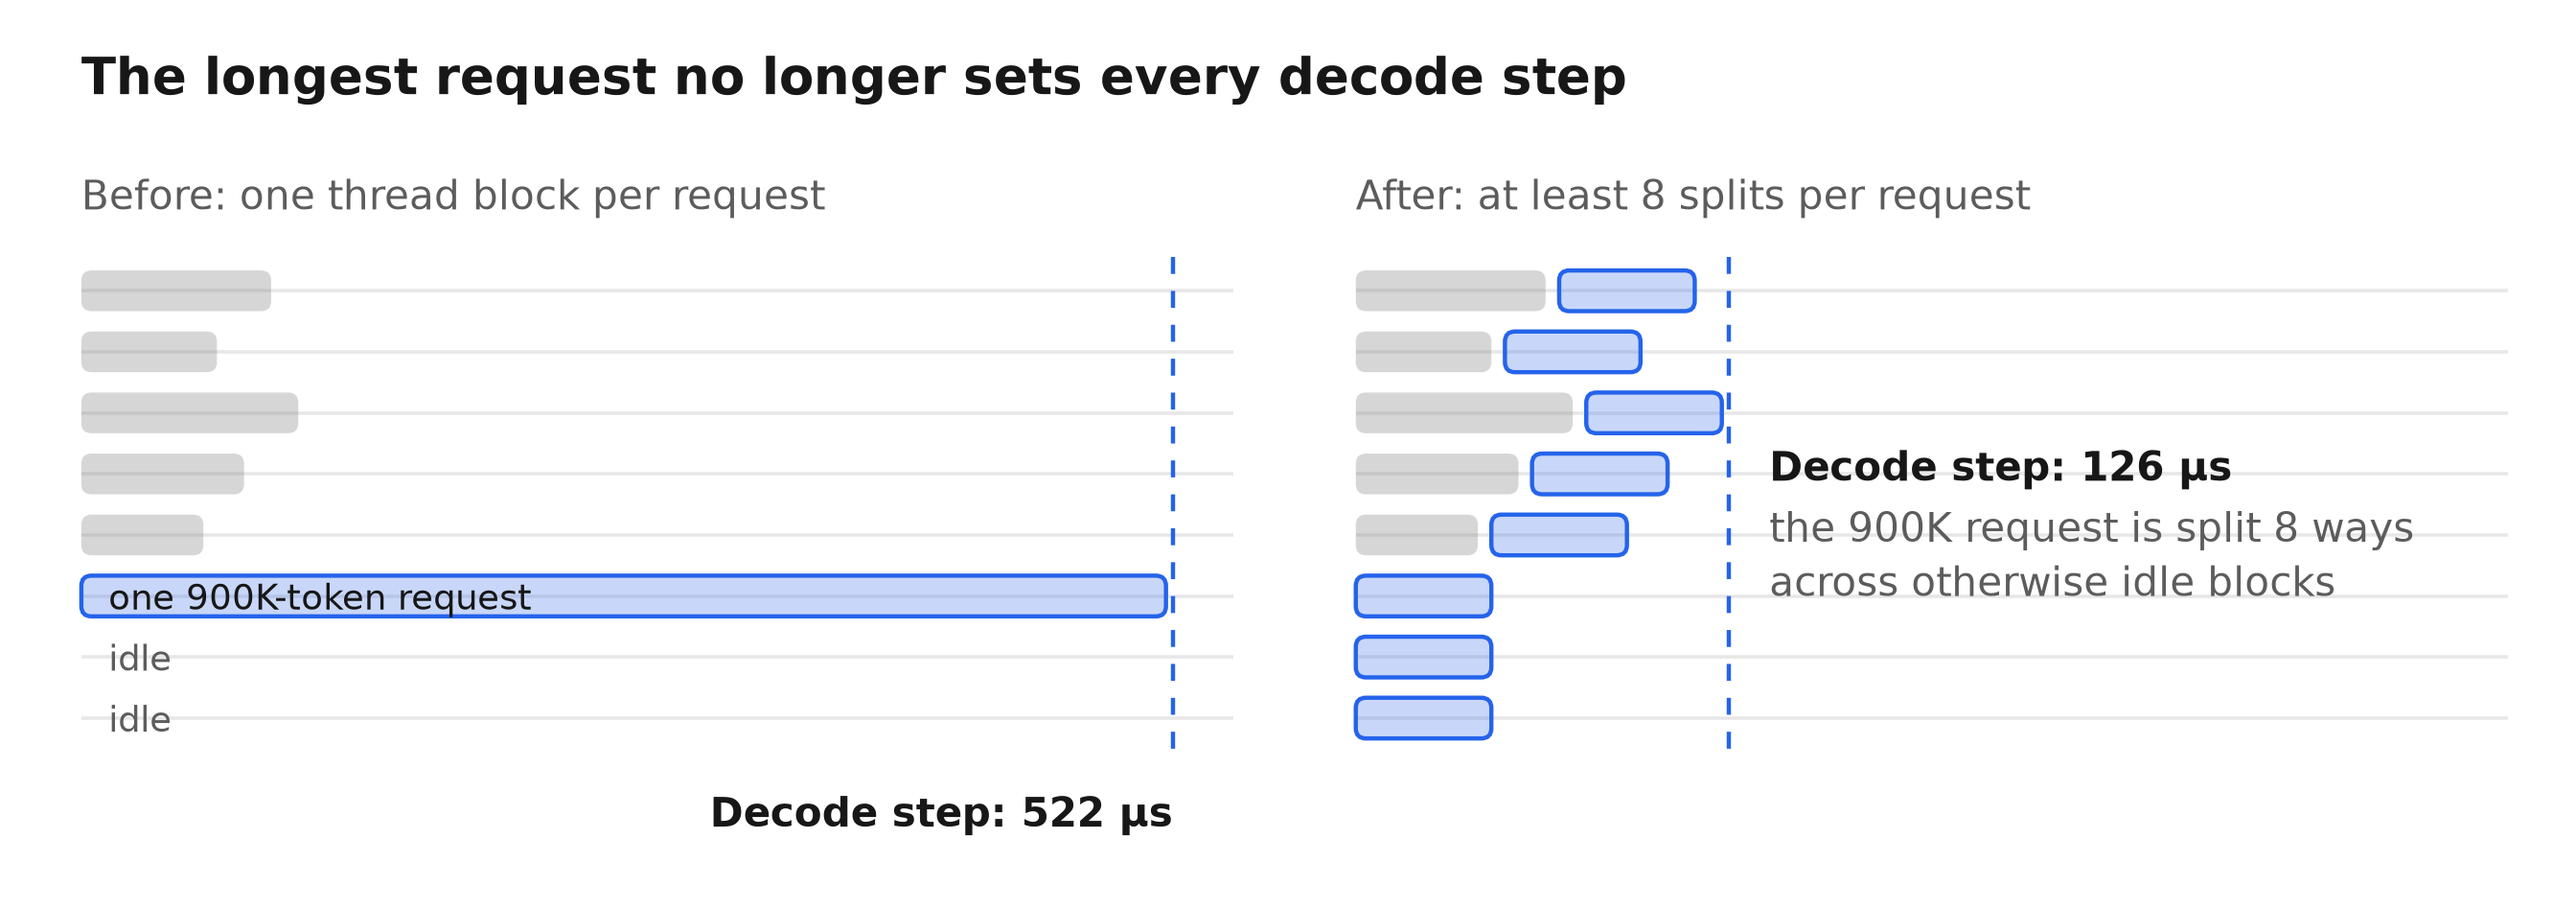 The longest request no longer sets every decode step
Before: one thread block per request
one 900K-token request
idle
idle
Decode step: 522 µs
After: at least 8 splits per request
Decode step: 126 µs
the 900K request is split 8 ways
across otherwise idle blocks